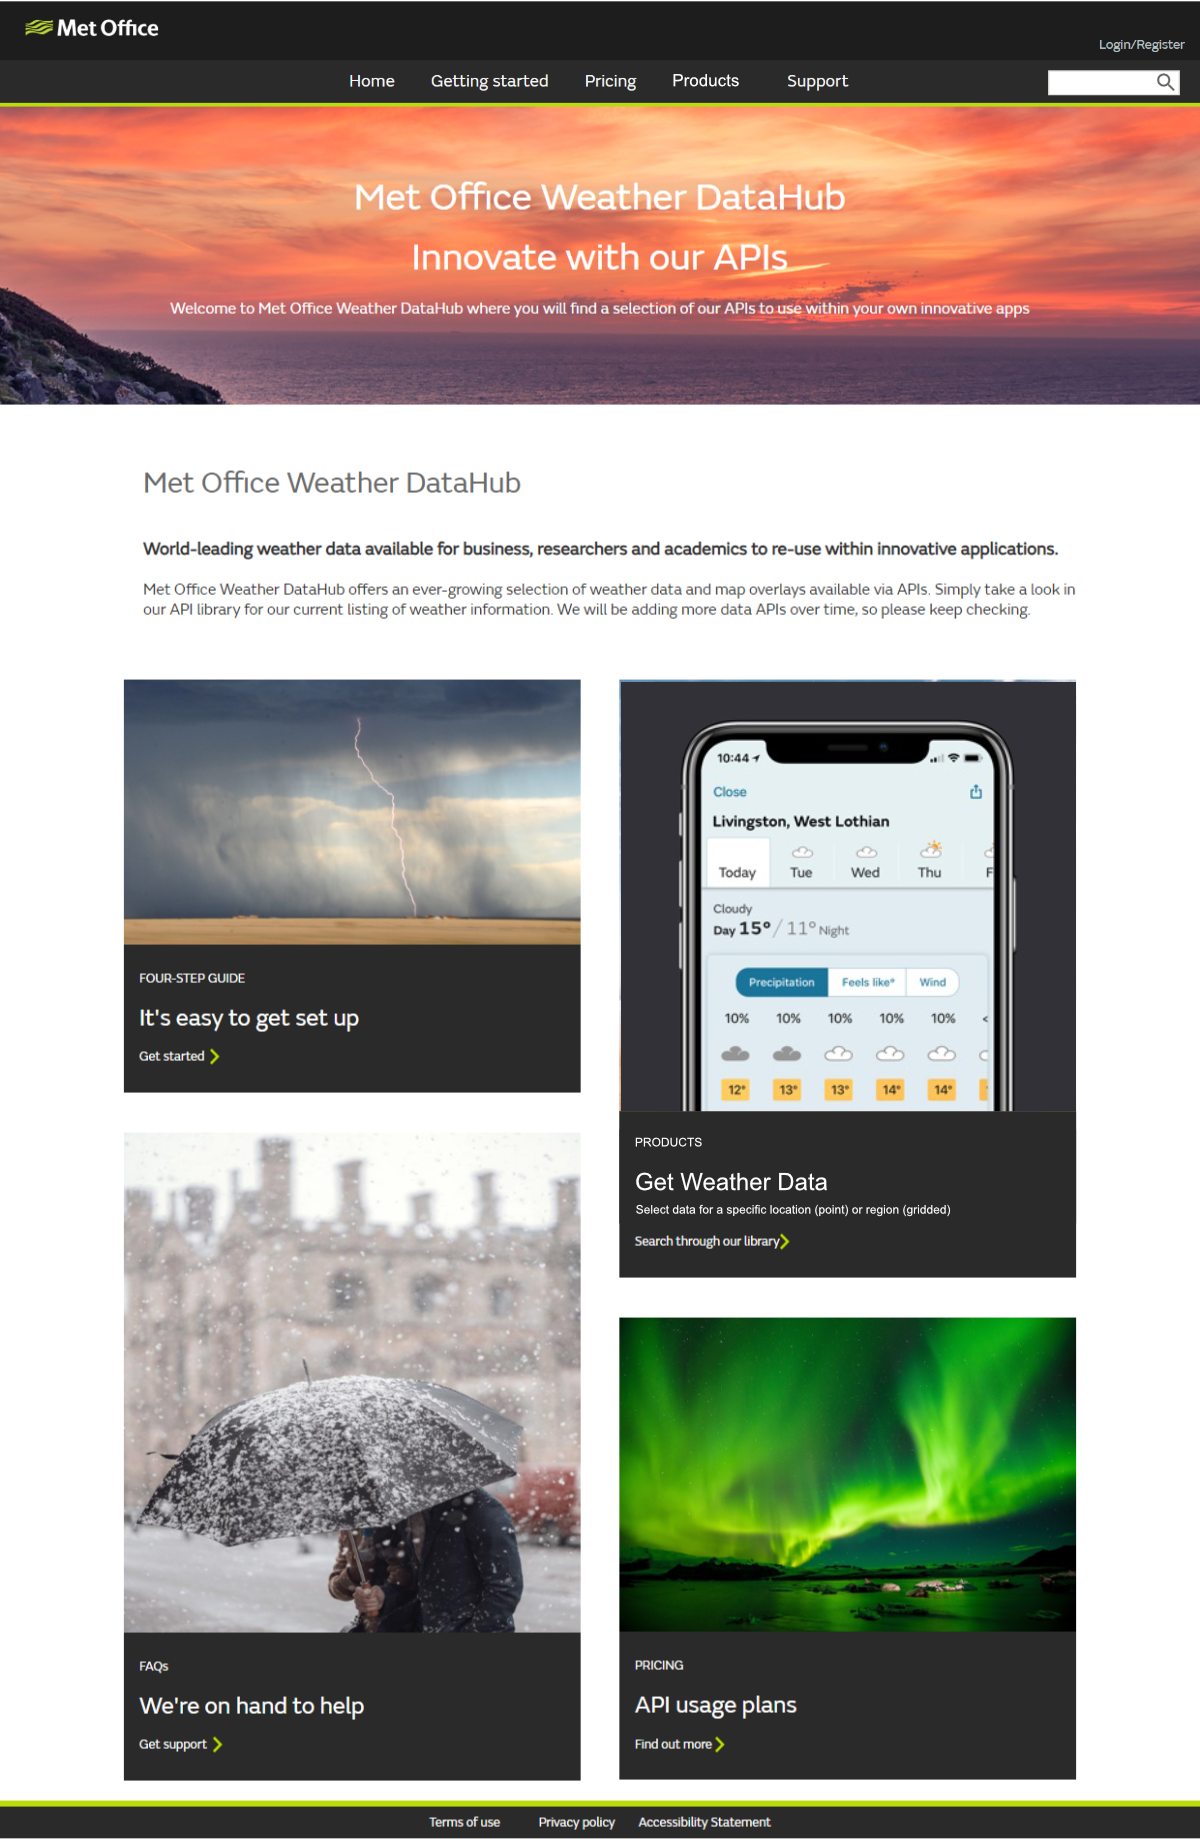 Met Office
Login/Register
Home Getting started Pricing Products Support
Met Office Weather DataHub
Innovate with our APIs
Welcome to Met Office Weather DataHub where you will find a selection of our APIs to use within your own innovative apps
Met Office Weather DataHub
World-leading weather data available for business, researchers and academics to re-use within innovative applications.
Met Office Weather DataHub offers an ever-growing selection of weather data and map overlays available via APIs. Simply take a look in
our API library for our current listing of weather information. We will be adding more data APIs over time, so please keep checking.
FOUR-STEP GUIDE
It's easy to get set up
Get started
10:44
Close
Livingston, West Lothian
Today Tue Wed Thu F
Cloudy
Day 15° / 11° Night
Precipitation Feels like° Wind
10% 10% 10% 10% 10% <
12° 13° 13° 14° 14°
PRODUCTS
Get Weather Data
Select data for a specific location (point) or region (gridded)
Search through our library
FAQs
We're on hand to help
Get support
PRICING
API usage plans
Find out more
Terms of use Privacy policy Accessibility Statement